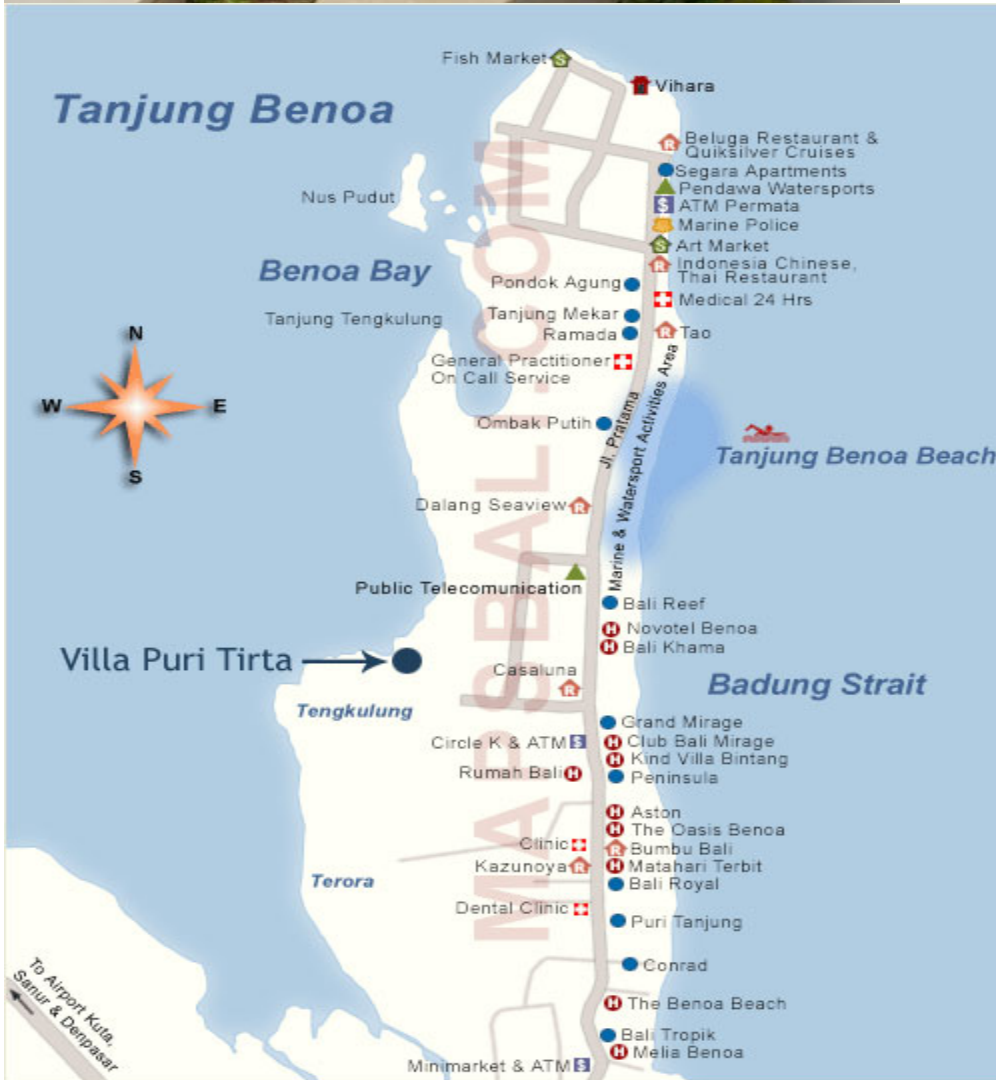 Fish Market
S
Vihara
Tanjung Benoa
R
Beluga Restaurant &
Quiksilver Cruises
Segara Apartments
Pendawa Watersports
$ ATM Permata
Marine Police
S Art Market
R Indonesia Chinese,
Thai Restaurant
Nus Pudut
Benoa Bay
Pondok Agung
Medical 24 Hrs
Tanjung Tengkulung
Tanjung Mekar
Ramada
R Tao
General Practitioner
On Call Service
N
W
E
S
Ombak Putih
Jl. Pratama
Marine & Watersport Activities Area
Tanjung Benoa Beach
Dalang Seaview R
Public Telecomunication
Bali Reef
H Novotel Benoa
H Bali Khama
Villa Puri Tirta
Casaluna
R
Badung Strait
Tengkulung
Grand Mirage
Circle K & ATM $
H Club Bali Mirage
H Kind Villa Bintang
Rumah Bali H
Peninsula
H Aston
H The Oasis Benoa
Clinic
R Bumbu Bali
Kazunoya R
H Matahari Terbit
Terora
Bali Royal
Dental Clinic
Puri Tanjung
Conrad
To Airport Kuta,
Sanur & Denpasar
H The Benoa Beach
Bali Tropik
H Melia Benoa
Minimarket & ATM $
MAPSBALI.COM